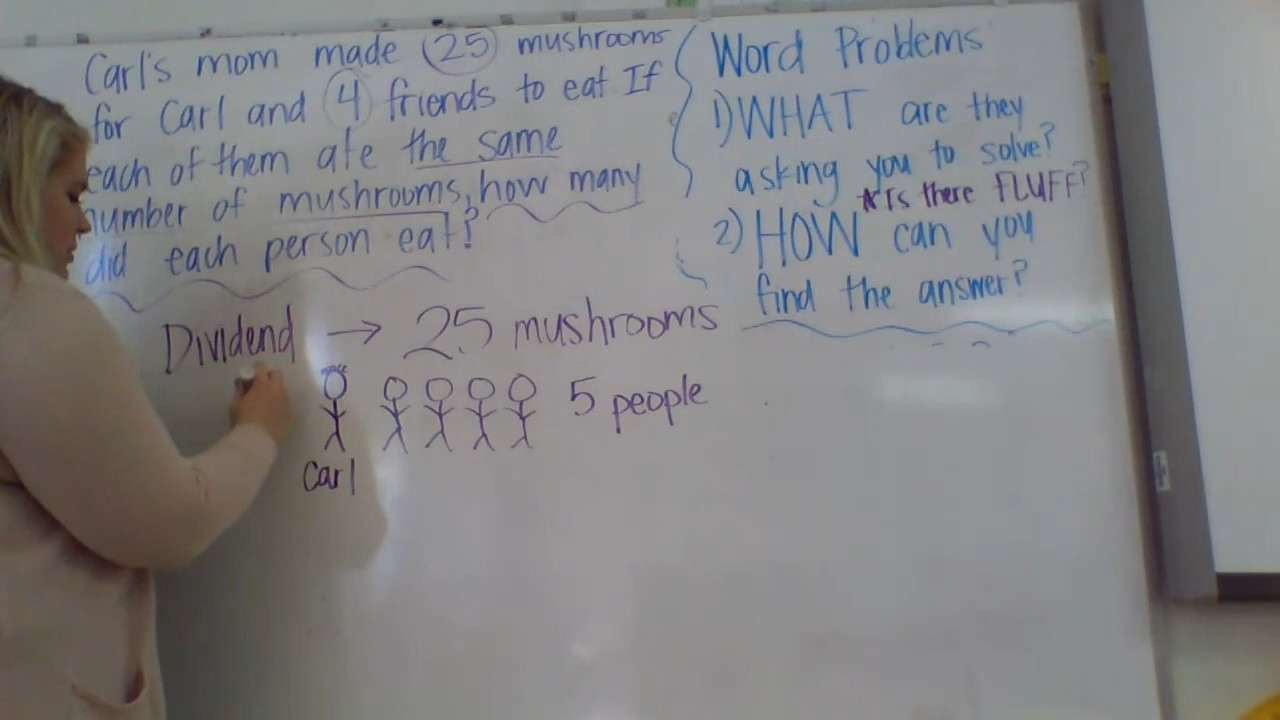 Carl's mom made 25 mushrooms
for Carl and 4 friends to eat. If
each of them ate the same
number of mushrooms, how many
did each person eat?
Word Problems
1) WHAT are they
asking you to solve?
*Is there FLUFF?
2) HOW can you
find the answer?
Dividend → 25 mushrooms
5 people
Carl